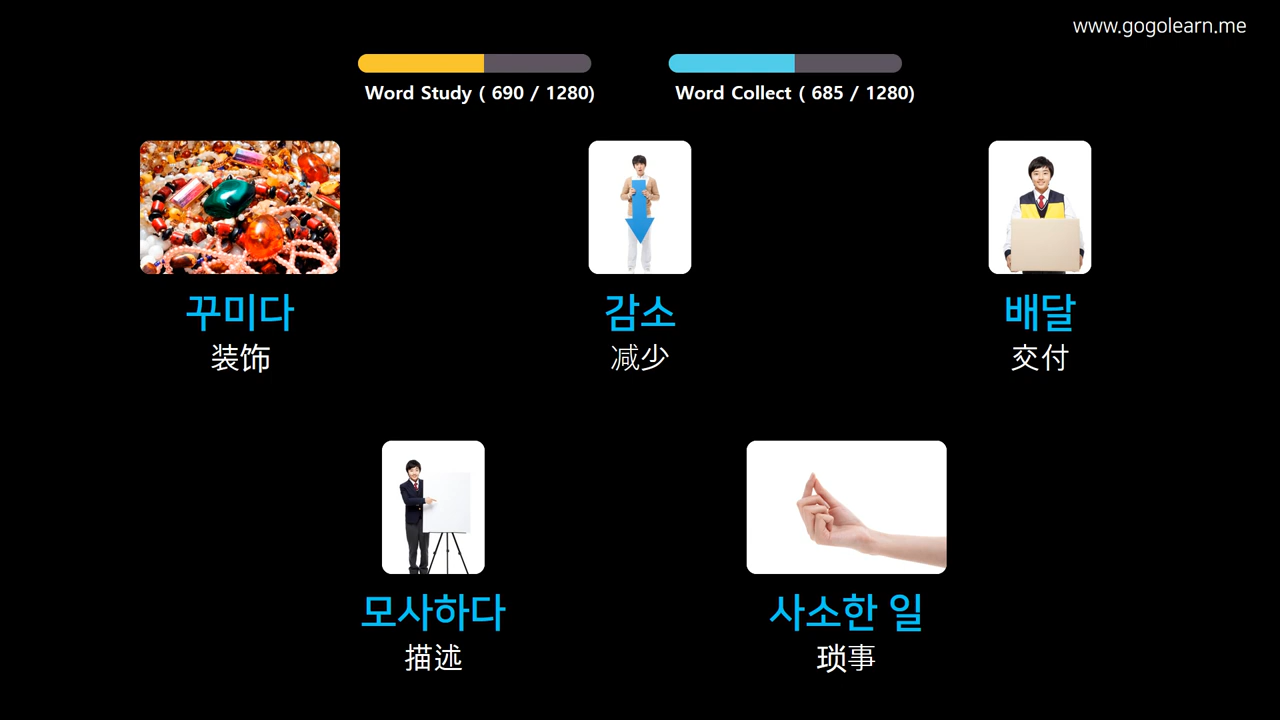 www.gogolearn.me
Word Study ( 690 / 1280)
Word Collect ( 685 / 1280)
꾸미다
装饰
감소
减少
배달
交付
모사하다
描述
사소한 일
琐事